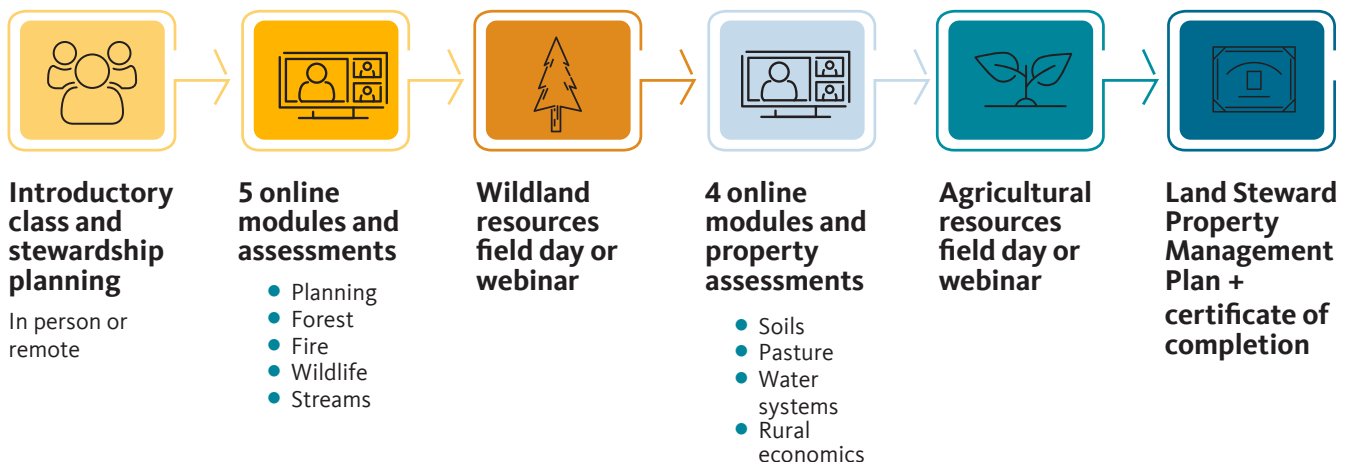 Introductory
class and
stewardship
planning
In person or
remote
5 online
modules and
assessments
Planning
Forest
Fire
Wildlife
Streams
Wildland
resources
field day or
webinar
4 online
modules and
property
assessments
Soils
Pasture
Water
systems
Rural
economics
Agricultural
resources
field day or
webinar
Land Steward
Property
Management
Plan +
certificate of
completion